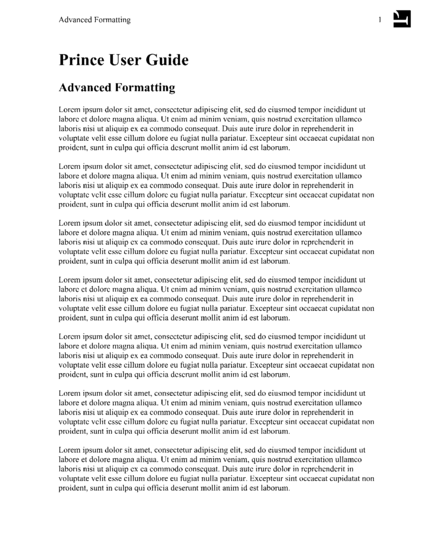 Advanced Formatting 1
Prince User Guide
Advanced Formatting
Lorem ipsum dolor sit amet, consectetur adipiscing elit, sed do eiusmod tempor incididunt ut
labore et dolore magna aliqua. Ut enim ad minim veniam, quis nostrud exercitation ullamco
laboris nisi ut aliquip ex ea commodo consequat. Duis aute irure dolor in reprehenderit in
voluptate velit esse cillum dolore eu fugiat nulla pariatur. Excepteur sint occaecat cupidatat non
proident, sunt in culpa qui officia deserunt mollit anim id est laborum.
Lorem ipsum dolor sit amet, consectetur adipiscing elit, sed do eiusmod tempor incididunt ut
labore et dolore magna aliqua. Ut enim ad minim veniam, quis nostrud exercitation ullamco
laboris nisi ut aliquip ex ea commodo consequat. Duis aute irure dolor in reprehenderit in
voluptate velit esse cillum dolore eu fugiat nulla pariatur. Excepteur sint occaecat cupidatat non
proident, sunt in culpa qui officia deserunt mollit anim id est laborum.
Lorem ipsum dolor sit amet, consectetur adipiscing elit, sed do eiusmod tempor incididunt ut
labore et dolore magna aliqua. Ut enim ad minim veniam, quis nostrud exercitation ullamco
laboris nisi ut aliquip ex ea commodo consequat. Duis aute irure dolor in reprehenderit in
voluptate velit esse cillum dolore eu fugiat nulla pariatur. Excepteur sint occaecat cupidatat non
proident, sunt in culpa qui officia deserunt mollit anim id est laborum.
Lorem ipsum dolor sit amet, consectetur adipiscing elit, sed do eiusmod tempor incididunt ut
labore et dolore magna aliqua. Ut enim ad minim veniam, quis nostrud exercitation ullamco
laboris nisi ut aliquip ex ea commodo consequat. Duis aute irure dolor in reprehenderit in
voluptate velit esse cillum dolore eu fugiat nulla pariatur. Excepteur sint occaecat cupidatat non
proident, sunt in culpa qui officia deserunt mollit anim id est laborum.
Lorem ipsum dolor sit amet, consectetur adipiscing elit, sed do eiusmod tempor incididunt ut
labore et dolore magna aliqua. Ut enim ad minim veniam, quis nostrud exercitation ullamco
laboris nisi ut aliquip ex ea commodo consequat. Duis aute irure dolor in reprehenderit in
voluptate velit esse cillum dolore eu fugiat nulla pariatur. Excepteur sint occaecat cupidatat non
proident, sunt in culpa qui officia deserunt mollit anim id est laborum.
Lorem ipsum dolor sit amet, consectetur adipiscing elit, sed do eiusmod tempor incididunt ut
labore et dolore magna aliqua. Ut enim ad minim veniam, quis nostrud exercitation ullamco
laboris nisi ut aliquip ex ea commodo consequat. Duis aute irure dolor in reprehenderit in
voluptate velit esse cillum dolore eu fugiat nulla pariatur. Excepteur sint occaecat cupidatat non
proident, sunt in culpa qui officia deserunt mollit anim id est laborum.
Lorem ipsum dolor sit amet, consectetur adipiscing elit, sed do eiusmod tempor incididunt ut
labore et dolore magna aliqua. Ut enim ad minim veniam, quis nostrud exercitation ullamco
laboris nisi ut aliquip ex ea commodo consequat. Duis aute irure dolor in reprehenderit in
voluptate velit esse cillum dolore eu fugiat nulla pariatur. Excepteur sint occaecat cupidatat non
proident, sunt in culpa qui officia deserunt mollit anim id est laborum.